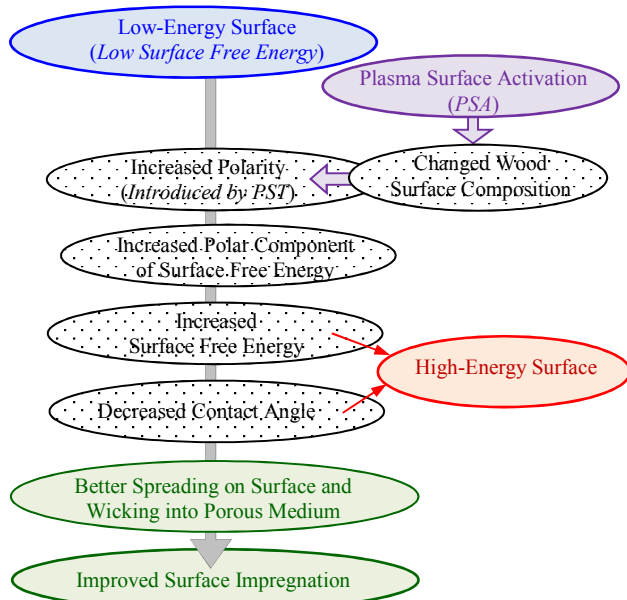 Low-Energy Surface
(Low Surface Free Energy)
Plasma Surface Activation
(PSA)
Increased Polarity
(Introduced by PST)
Changed Wood
Surface Composition
Increased Polar Component
of Surface Free Energy
Increased
Surface Free Energy
High-Energy Surface
Decreased Contact Angle
Better Spreading on Surface and
Wicking into Porous Medium
Improved Surface Impregnation